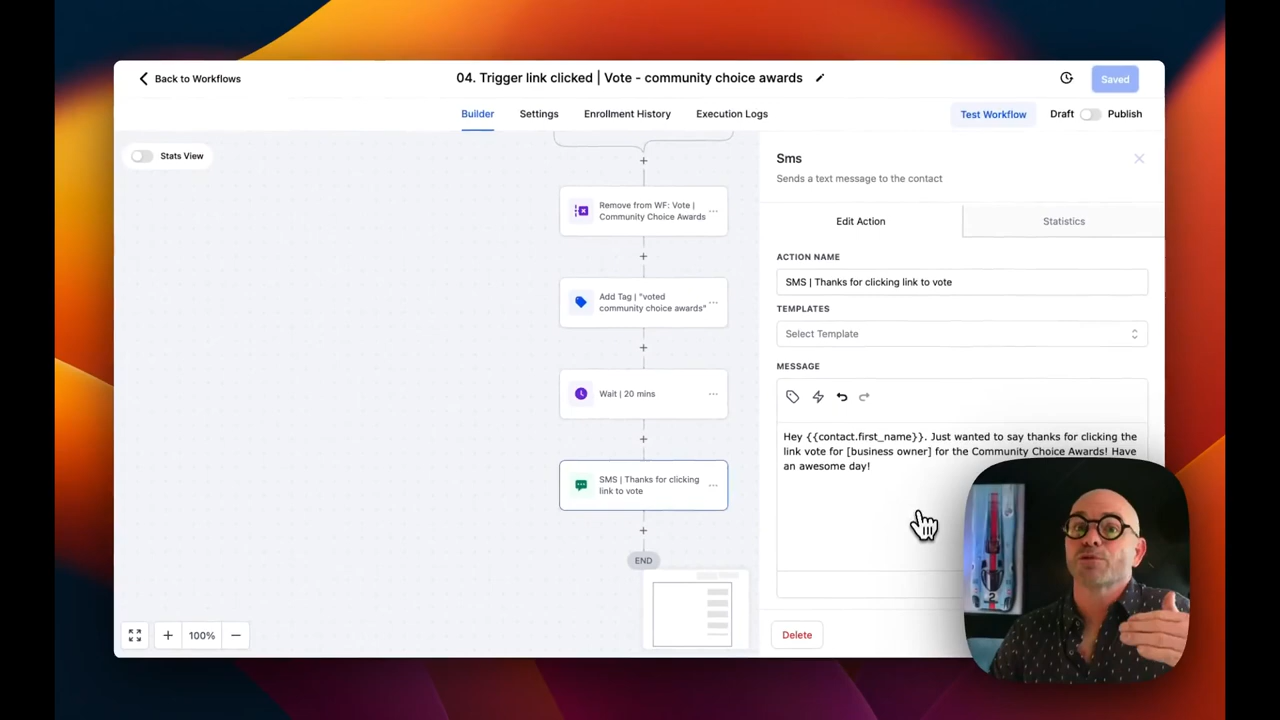 Back to Workflows
04. Trigger link clicked | Vote - community choice awards
Saved
Builder
Settings
Enrollment History
Execution Logs
Test Workflow
Draft
Publish
Stats View
Remove from WF: Vote |
Community Choice Awards
Add Tag | "voted
community choice awards"
Wait | 20 mins
SMS | Thanks for clicking
link to vote
END
100%
Sms
Sends a text message to the contact
Edit Action
Statistics
ACTION NAME
SMS | Thanks for clicking link to vote
TEMPLATES
Select Template
MESSAGE
Hey {{contact.first_name}}. Just wanted to say thanks for clicking the
link vote for [business owner] for the Community Choice Awards! Have
an awesome day!
Delete
2